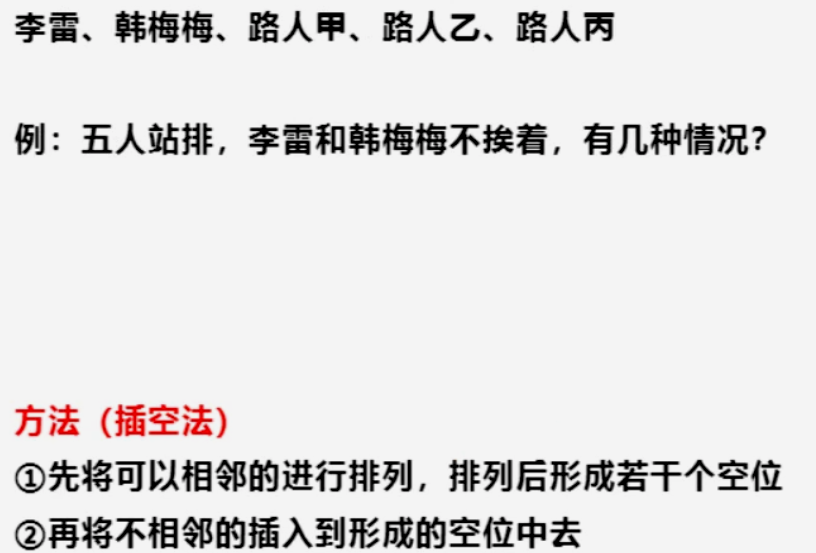 李雷、韩梅梅、路人甲、路人乙、路人丙
例：五人站排，李雷和韩梅梅不挨着，有几种情况？
方法（插空法）
①先将可以相邻的进行排列，排列后形成若干个空位
②再将不相邻的插入到形成的空位中去